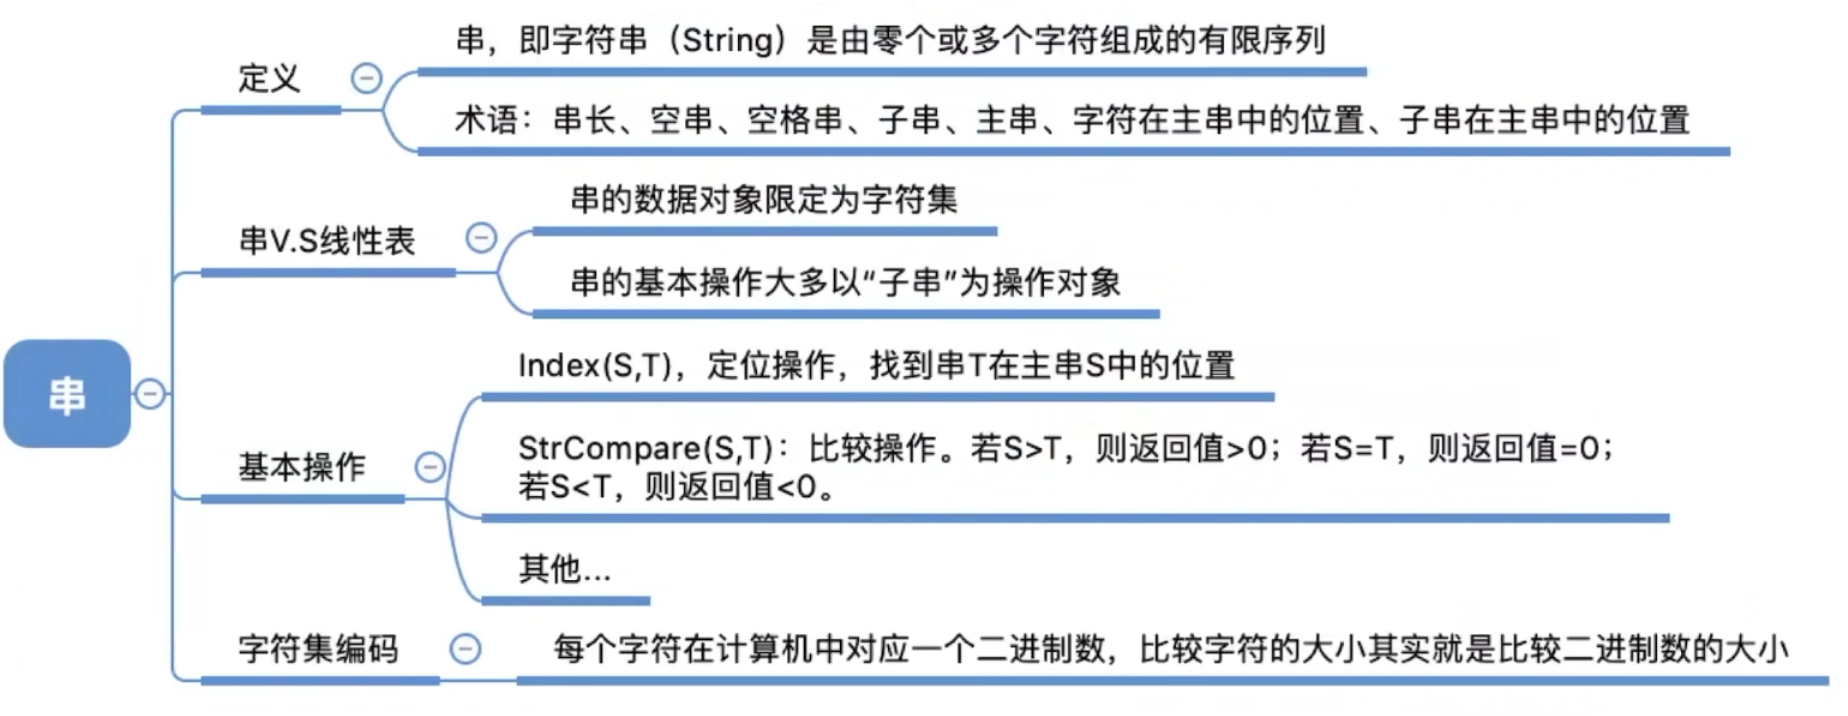 串，即字符串（String）是由零个或多个字符组成的有限序列
定义
术语：串长、空串、空格串、子串、主串、字符在主串中的位置、子串在主串中的位置
串的数据对象限定为字符集
串V.S线性表
串的基本操作大多以“子串”为操作对象
串
Index(S,T)，定位操作，找到串T在主串S中的位置
基本操作
StrCompare(S,T)：比较操作。若S>T，则返回值>0；若S=T，则返回值=0；
若S<T，则返回值<0。
其他...
字符集编码
每个字符在计算机中对应一个二进制数，比较字符的大小其实就是比较二进制数的大小